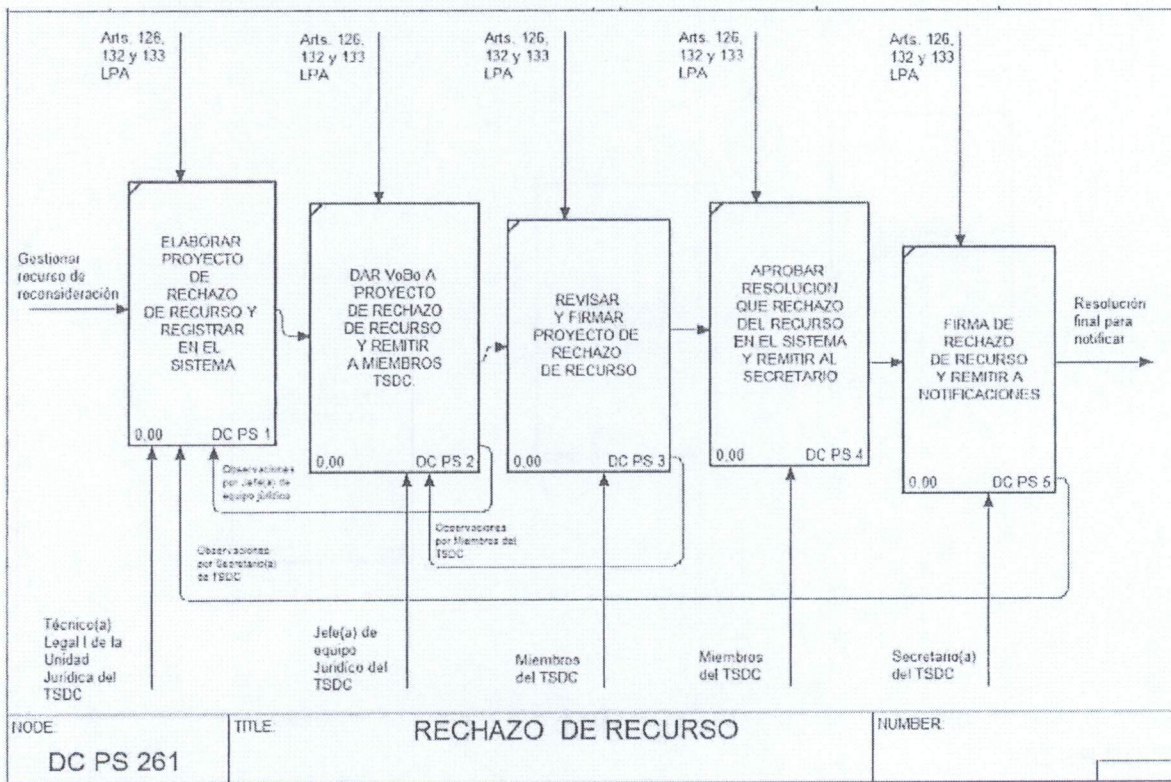 Arts. 126,
132 y 133
LPA
Arts. 126,
132 y 133
LPA
Arts. 126,
132 y 133
LPA
Arts. 126,
132 y 133
LPA
Arts. 126,
132 y 133
LPA
Gestionar
recurso de
reconsideración
ELABORAR
PROYECTO
DE
RECHAZO
DE RECURSO Y
REGISTRAR
EN EL
SISTEMA
0,00 DC PS 1
DAR VoBo A
PROYECTO
DE RECHAZO
DE RECURSO
Y REMITIR
A MIEMBROS
TSDC.
0,00 DC PS 2
REVISAR
Y FIRMAR
PROYECTO DE
RECHAZO
DE RECURSO
0,00 DC PS 3
APROBAR
RESOLUCION
QUE RECHAZO
DEL RECURSO
EN EL SISTEMA
Y REMITIR AL
SECRETARIO
0,00 DC PS 4
FIRMA DE
RECHAZO
DE RECURSO
Y REMITIR A
NOTIFICACIONES
0,00 DC PS 5
Resolución
final para
notificar
Observaciones
por Jefe(a) de
equipo jurídico
Observaciones
por Secretario(a)
de TSDC
Observaciones
por Miembros del
TSDC
Técnico(a)
Legal I de la
Unidad
Jurídica del
TSDC
Jefe(a) de
equipo
Jurídico del
TSDC
Miembros
del TSDC
Miembros
del TSDC
Secretario(a)
del TSDC
NODE:
DC PS 261
TITLE:
RECHAZO DE RECURSO
NUMBER: